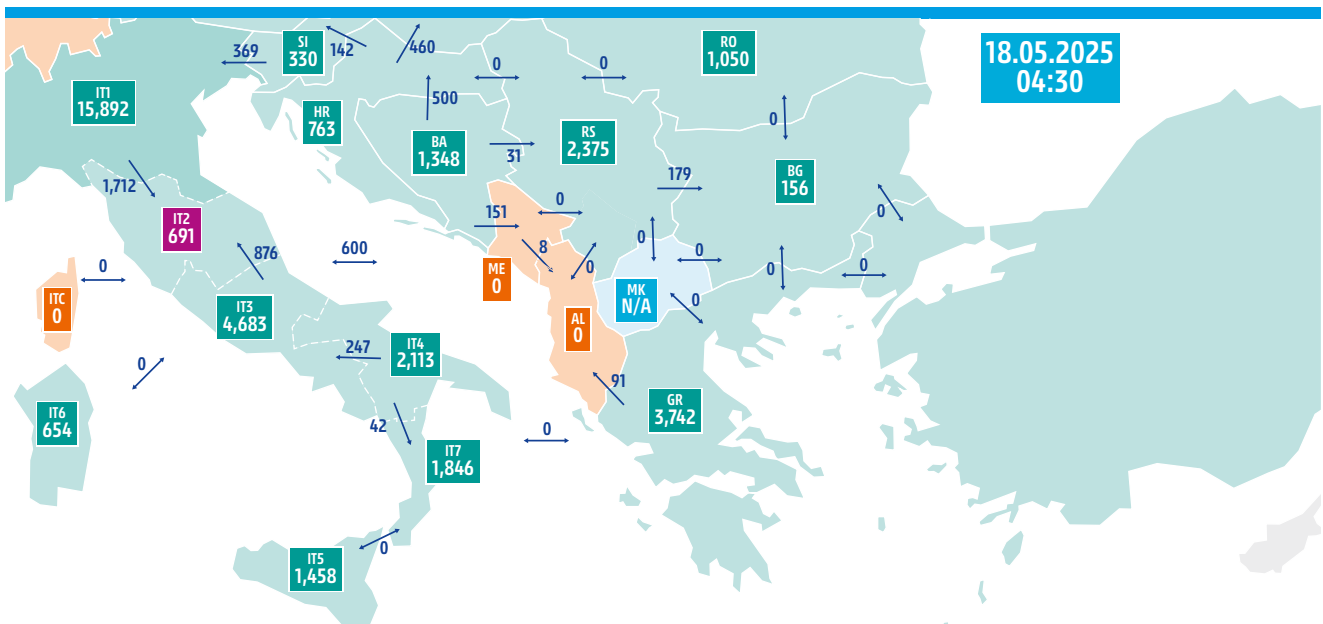 18.05.2025
04:30
SI
330
142
460
369
RO
1,050
0
0
IT1
15,892
500
HR
763
0
BA
1,348
31
RS
2,375
179
BG
156
1,712
IT2
691
151
0
0
876
600
8
0
0
0
0
0
0
ME
0
MK
N/A
0
ITC
0
IT3
4,683
AL
0
247
IT4
2,113
0
91
GR
3,742
IT6
654
42
0
IT7
1,846
0
IT5
1,458